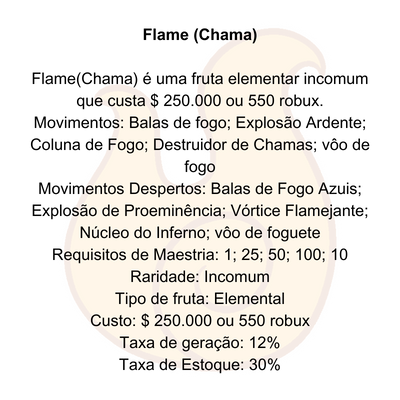 Flame (Chama)
Flame(Chama) é uma fruta elementar incomum
que custa $ 250.000 ou 550 robux.
Movimentos: Balas de fogo; Explosão Ardente;
Coluna de Fogo; Destruidor de Chamas; vôo de
fogo
Movimentos Despertos: Balas de Fogo Azuis;
Explosão de Proeminência; Vórtice Flamejante;
Núcleo do Inferno; vôo de foguete
Requisitos de Maestria: 1; 25; 50; 100; 10
Raridade: Incomum
Tipo de fruta: Elemental
Custo: $ 250.000 ou 550 robux
Taxa de geração: 12%
Taxa de Estoque: 30%